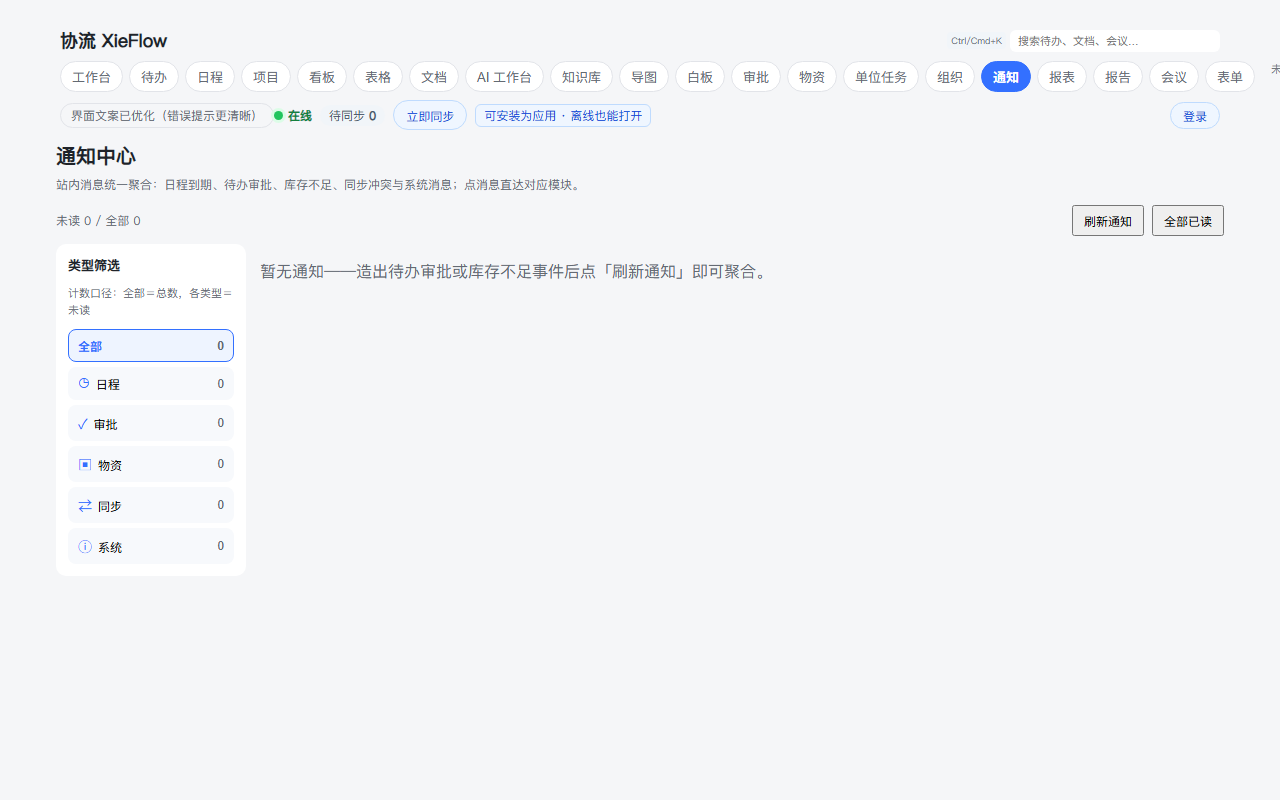 协流 XieFlow
Ctrl/Cmd+K 搜索待办、文档、会议...
工作台 待办 日程 项目 看板 表格 文档 AI 工作台 知识库 导图 白板 审批 物资 单位任务 组织 通知 报表 报告 会议 表单 未
界面文案已优化（错误提示更清晰） 在线 待同步 0 立即同步 可安装为应用 · 离线也能打开 登录
通知中心
站内消息统一聚合：日程到期、待办审批、库存不足、同步冲突与系统消息；点消息直达对应模块。
未读 0 / 全部 0 刷新通知 全部已读
类型筛选
计数口径：全部＝总数，各类型＝
未读
全部 0
日程 0
审批 0
物资 0
同步 0
系统 0
暂无通知——造出待办审批或库存不足事件后点「刷新通知」即可聚合。